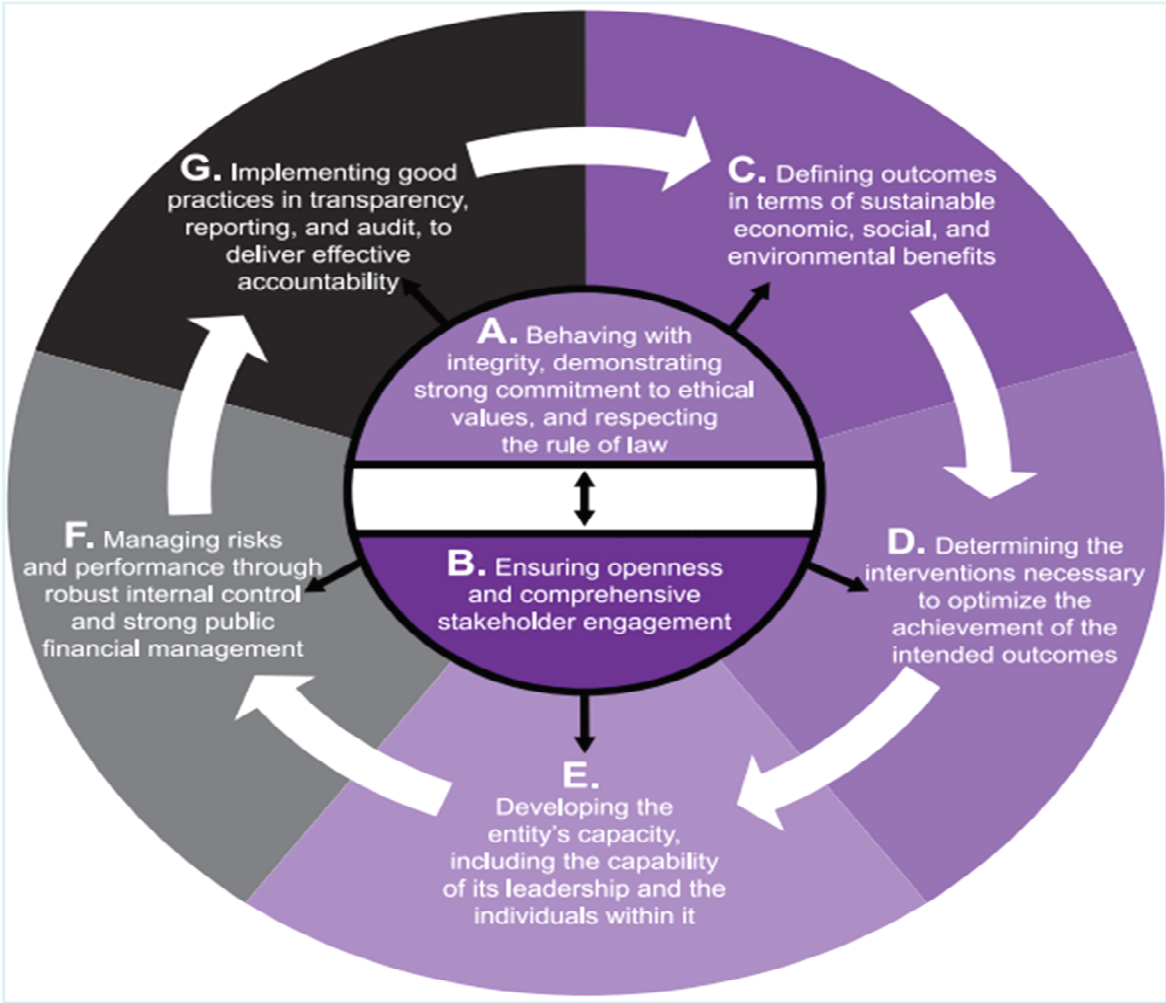 A. Behaving with
integrity, demonstrating
strong commitment to ethical
values, and respecting
the rule of law
B. Ensuring openness
and comprehensive
stakeholder engagement
C. Defining outcomes
in terms of sustainable
economic, social, and
environmental benefits
D. Determining the
interventions necessary
to optimize the
achievement of the
intended outcomes
E.
Developing the
entity’s capacity,
including the capability
of its leadership and the
individuals within it
F. Managing risks
and performance through
robust internal control
and strong public
financial management
G. Implementing good
practices in transparency,
reporting, and audit, to
deliver effective
accountability